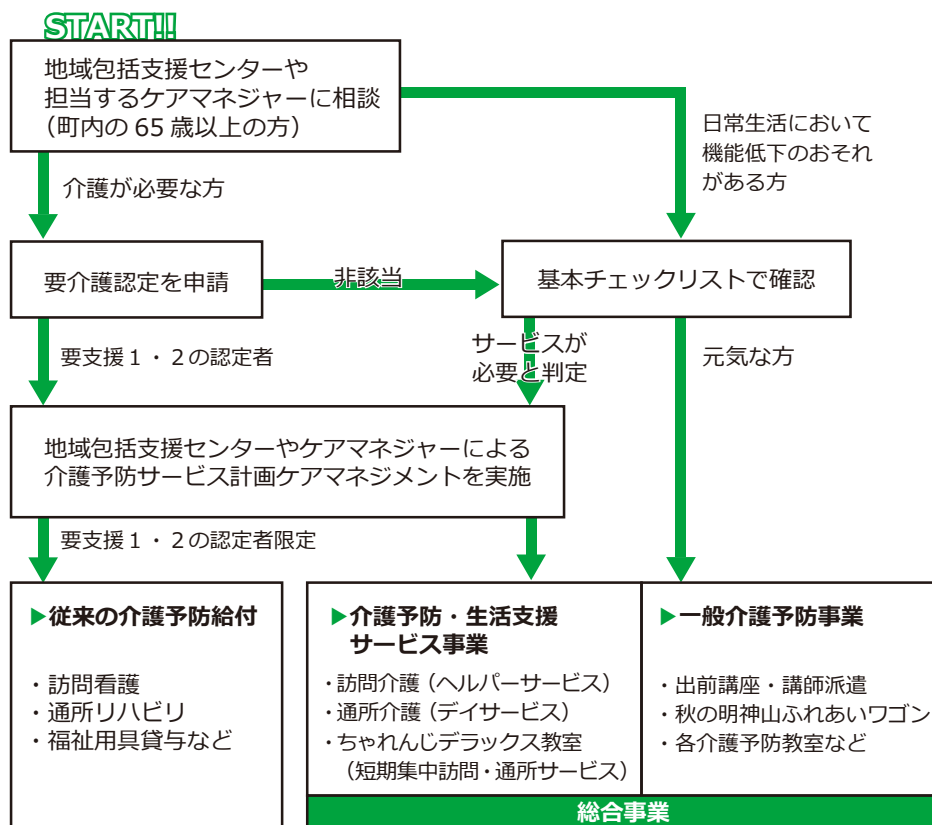 START!!
地域包括支援センターや
担当するケアマネジャーに相談
（町内の 65 歳以上の方）
日常生活において
機能低下のおそれ
がある方
介護が必要な方
要介護認定を申請
非該当
基本チェックリストで確認
要支援１・２の認定者
サービスが
必要と判定
元気な方
地域包括支援センターやケアマネジャーによる
介護予防サービス計画ケアマネジメントを実施
要支援１・２の認定者限定
▶従来の介護予防給付
・訪問看護
・通所リハビリ
・福祉用具貸与など
▶介護予防・生活支援
サービス事業
・訪問介護（ヘルパーサービス）
・通所介護（デイサービス）
・ちゃれんじデラックス教室
（短期集中訪問・通所サービス）
▶一般介護予防事業
・出前講座・講師派遣
・秋の明神山ふれあいワゴン
・各介護予防教室など
総合事業